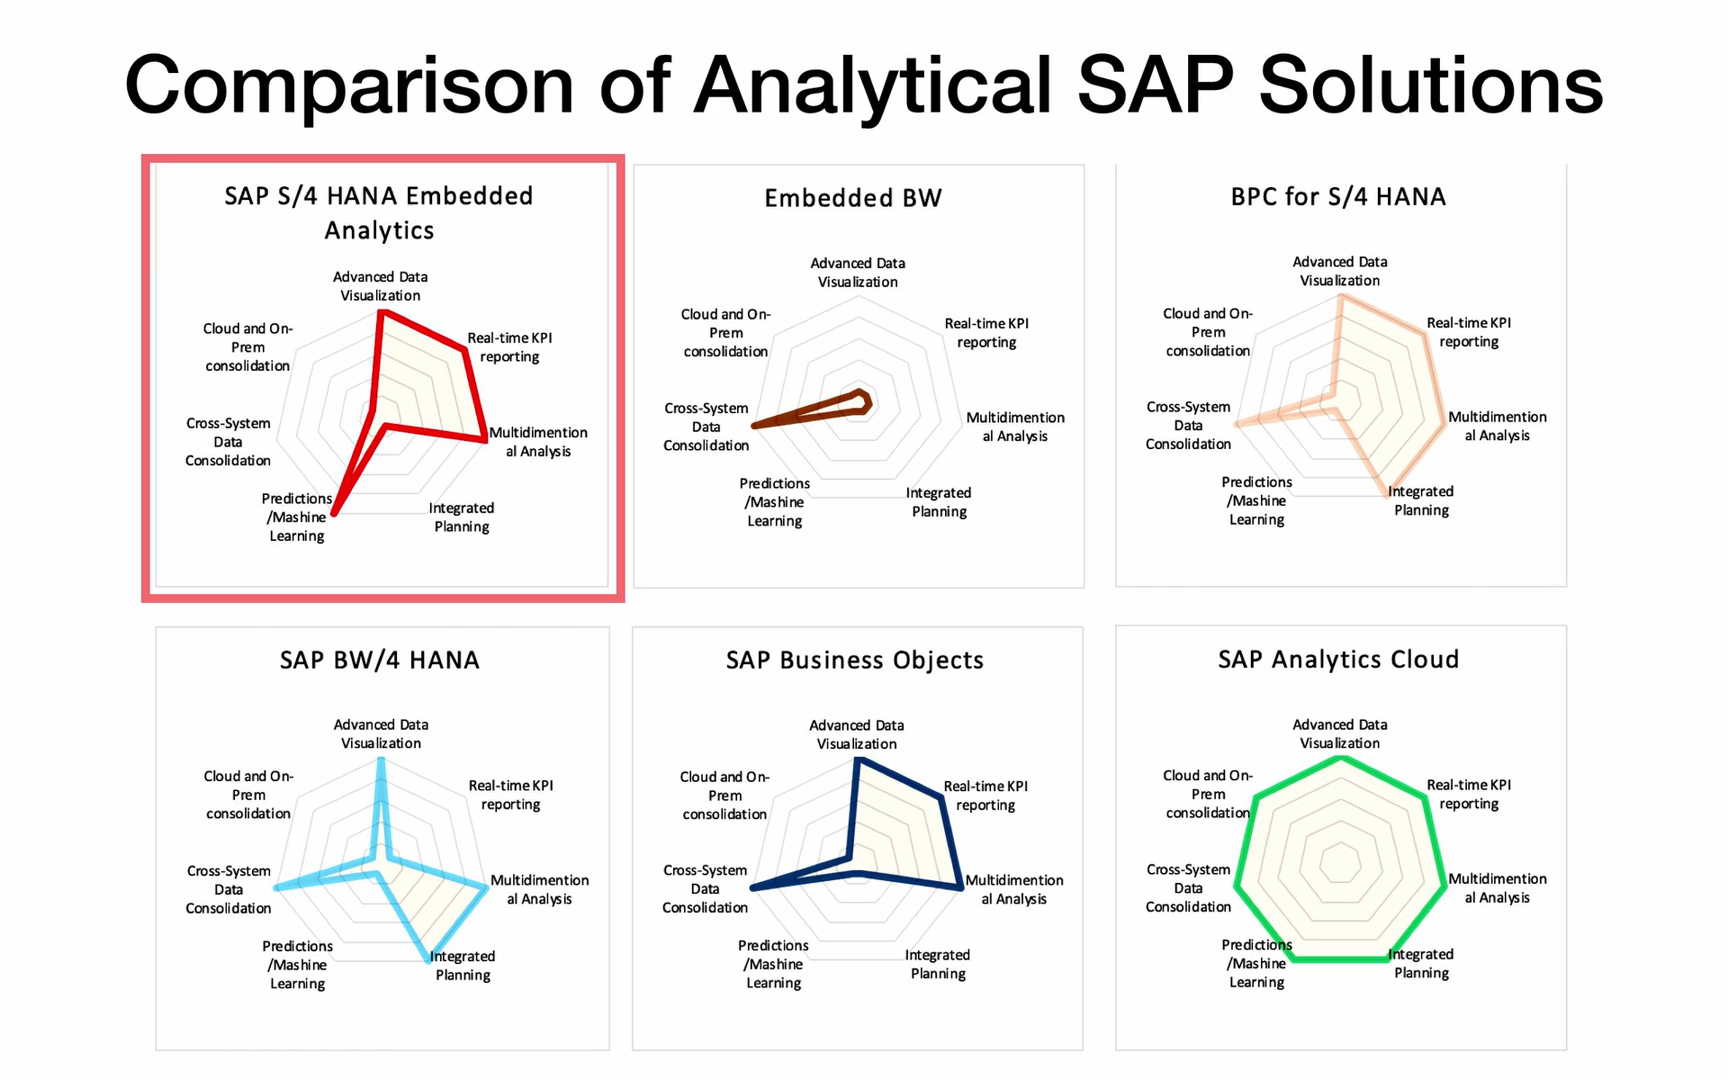 Comparison of Analytical SAP Solutions
SAP S/4 HANA Embedded
Analytics
Advanced Data
Visualization
Real-time KPI
reporting
Multidimention
al Analysis
Integrated
Planning
Predictions
/Mashine
Learning
Cross-System
Data
Consolidation
Cloud and On-
Prem
consolidation
Embedded BW
Advanced Data
Visualization
Real-time KPI
reporting
Multidimention
al Analysis
Integrated
Planning
Predictions
/Mashine
Learning
Cross-System
Data
Consolidation
Cloud and On-
Prem
consolidation
BPC for S/4 HANA
Advanced Data
Visualization
Real-time KPI
reporting
Multidimention
al Analysis
Integrated
Planning
Predictions
/Mashine
Learning
Cross-System
Data
Consolidation
Cloud and On-
Prem
consolidation
SAP BW/4 HANA
Advanced Data
Visualization
Real-time KPI
reporting
Multidimention
al Analysis
Integrated
Planning
Predictions
/Mashine
Learning
Cross-System
Data
Consolidation
Cloud and On-
Prem
consolidation
SAP Business Objects
Advanced Data
Visualization
Real-time KPI
reporting
Multidimention
al Analysis
Integrated
Planning
Predictions
/Mashine
Learning
Cross-System
Data
Consolidation
Cloud and On-
Prem
consolidation
SAP Analytics Cloud
Advanced Data
Visualization
Real-time KPI
reporting
Multidimention
al Analysis
Integrated
Planning
Predictions
/Mashine
Learning
Cross-System
Data
Consolidation
Cloud and On-
Prem
consolidation